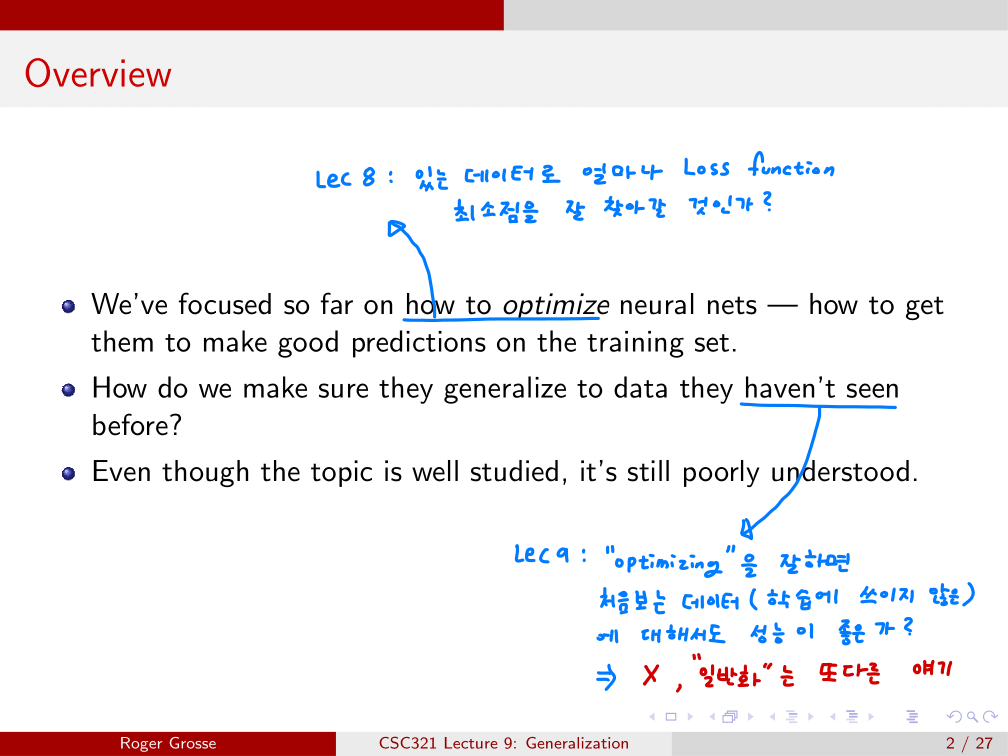 Overview
Lec 8 : 있는 데이터로 얼마나 Loss function
최소점을 잘 찾아갈 것인가?
We've focused so far on how to optimize neural nets — how to get
them to make good predictions on the training set.
How do we make sure they generalize to data they haven't seen
before?
Even though the topic is well studied, it's still poorly understood.
Lec 9 : "optimizing"을 잘하면
처음보는 데이터 (학습에 쓰이지 않은)
에 대해서도 성능이 좋은가?
⇒ X, "일반화"는 또다른 얘기
Roger Grosse
CSC321 Lecture 9: Generalization
2 / 27